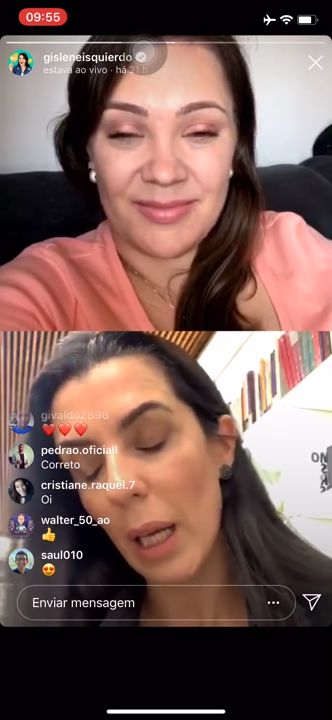 09:55
gisleneisquierdo
estava ao vivo · há 21 h
givaldo2896
❤️❤️❤️
pedrao.oficiall
Correto
cristiane.raquel.7
Oi
walter_50_ao
👍
saul010
😍
ON
Enviar mensagem